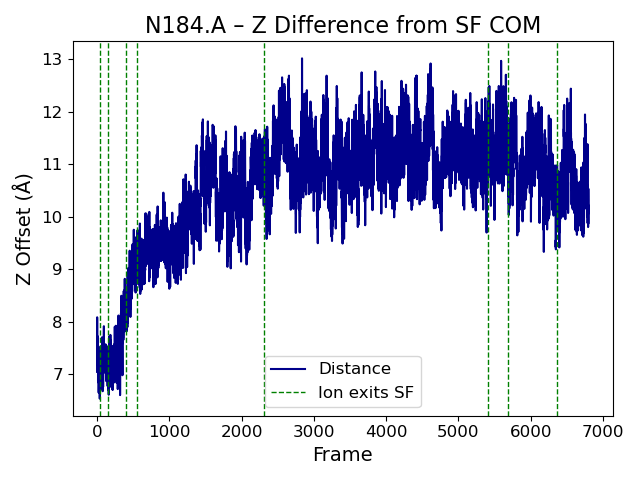 N184.A – Z Difference from SF COM
13
12
11
10
9
8
7
Z Offset (Å)
Distance
Ion exits SF
0 1000 2000 3000 4000 5000 6000 7000
Frame